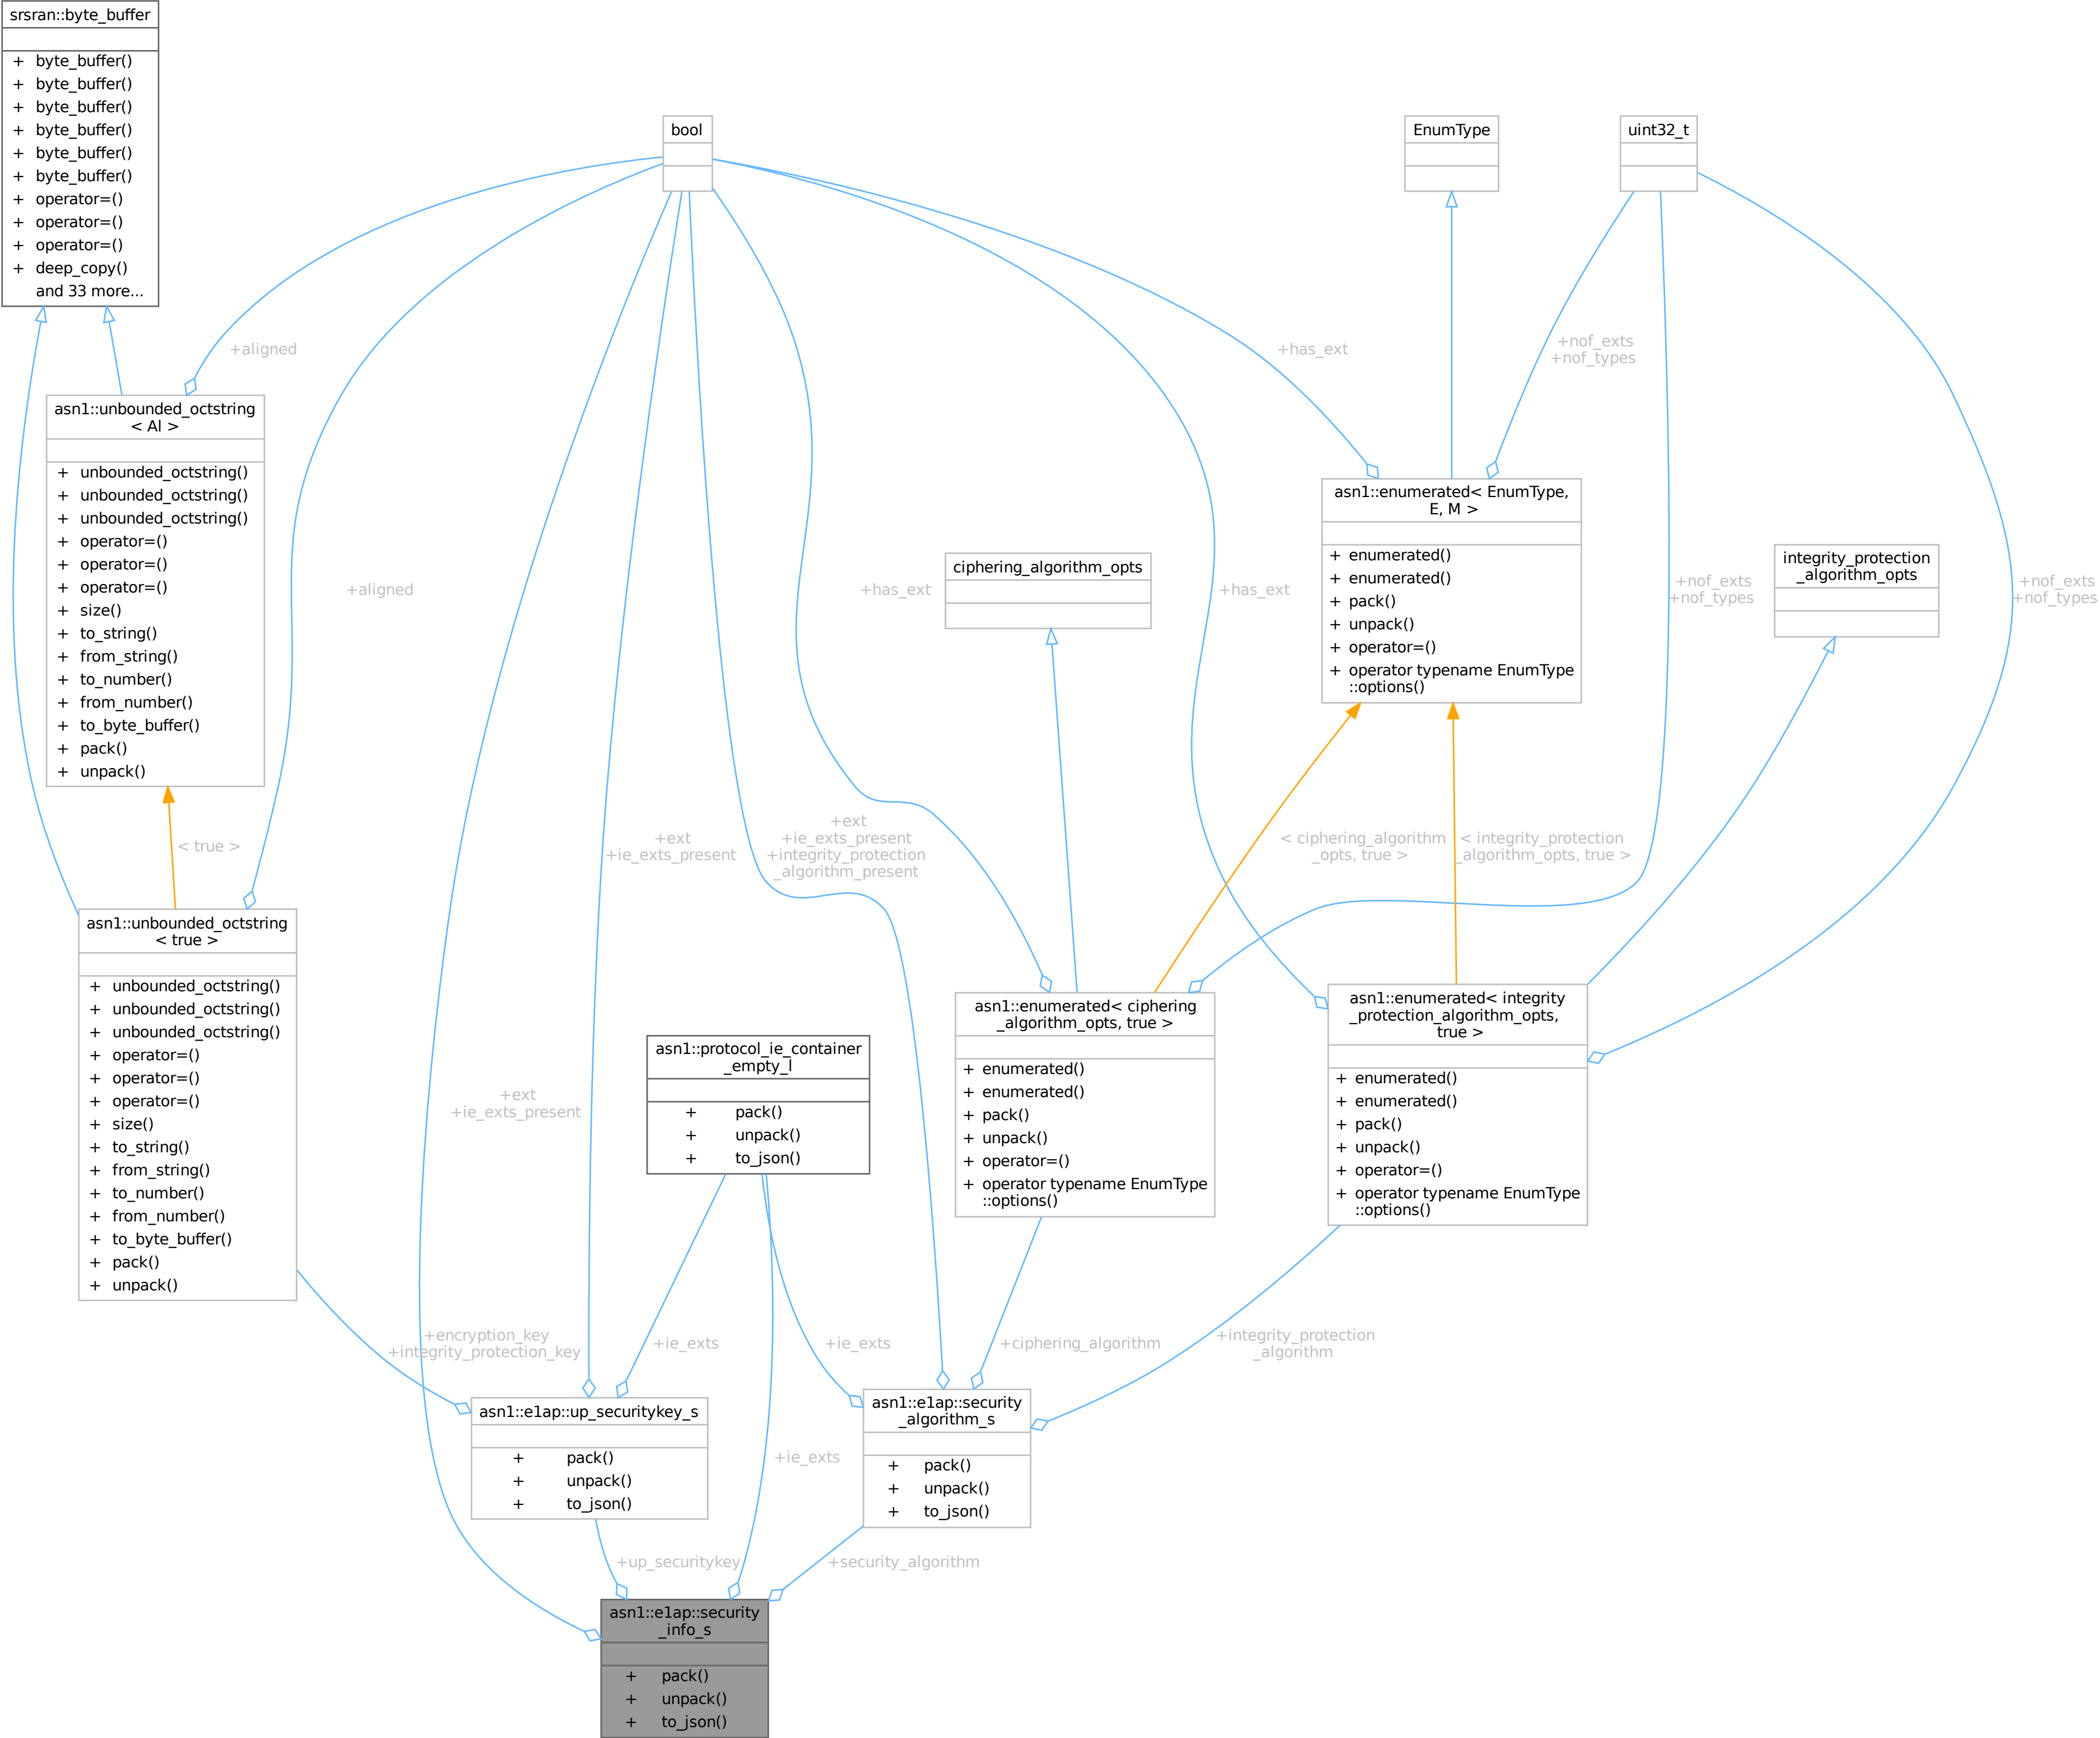 srsran::byte_buffer
+ byte_buffer()
+ byte_buffer()
+ byte_buffer()
+ byte_buffer()
+ byte_buffer()
+ byte_buffer()
+ operator=()
+ operator=()
+ operator=()
+ deep_copy()
and 33 more...
bool
EnumType
uint32_t
+aligned
+has_ext
+nof_exts
+nof_types
asn1::unbounded_octstring
< Al >
+ unbounded_octstring()
+ unbounded_octstring()
+ unbounded_octstring()
+ operator=()
+ operator=()
+ operator=()
+ size()
+ to_string()
+ from_string()
+ to_number()
+ from_number()
+ to_byte_buffer()
+ pack()
+ unpack()
asn1::enumerated< EnumType,
E, M >
+ enumerated()
+ enumerated()
+ pack()
+ unpack()
+ operator=()
+ operator typename EnumType
::options()
ciphering_algorithm_opts
integrity_protection
_algorithm_opts
+aligned
+has_ext
+has_ext
+nof_exts
+nof_types
+nof_exts
+nof_types
< true >
+ext
+ie_exts_present
+ext
+ie_exts_present
+integrity_protection
_algorithm_present
< ciphering_algorithm
_opts, true >
< integrity_protection
_algorithm_opts, true >
asn1::unbounded_octstring
< true >
+ unbounded_octstring()
+ unbounded_octstring()
+ unbounded_octstring()
+ operator=()
+ operator=()
+ operator=()
+ size()
+ to_string()
+ from_string()
+ to_number()
+ from_number()
+ to_byte_buffer()
+ pack()
+ unpack()
+ext
+ie_exts_present
asn1::protocol_ie_container
_empty_l
+ pack()
+ unpack()
+ to_json()
asn1::enumerated< ciphering
_algorithm_opts, true >
+ enumerated()
+ enumerated()
+ pack()
+ unpack()
+ operator=()
+ operator typename EnumType
::options()
asn1::enumerated< integrity
_protection_algorithm_opts,
true >
+ enumerated()
+ enumerated()
+ pack()
+ unpack()
+ operator=()
+ operator typename EnumType
::options()
+encryption_key
+integrity_protection_key
+ie_exts
+ie_exts
+ciphering_algorithm
+integrity_protection
_algorithm
asn1::e1ap::up_securitykey_s
+ pack()
+ unpack()
+ to_json()
+ie_exts
asn1::e1ap::security
_algorithm_s
+ pack()
+ unpack()
+ to_json()
+up_securitykey
+security_algorithm
asn1::e1ap::security
_info_s
+ pack()
+ unpack()
+ to_json()